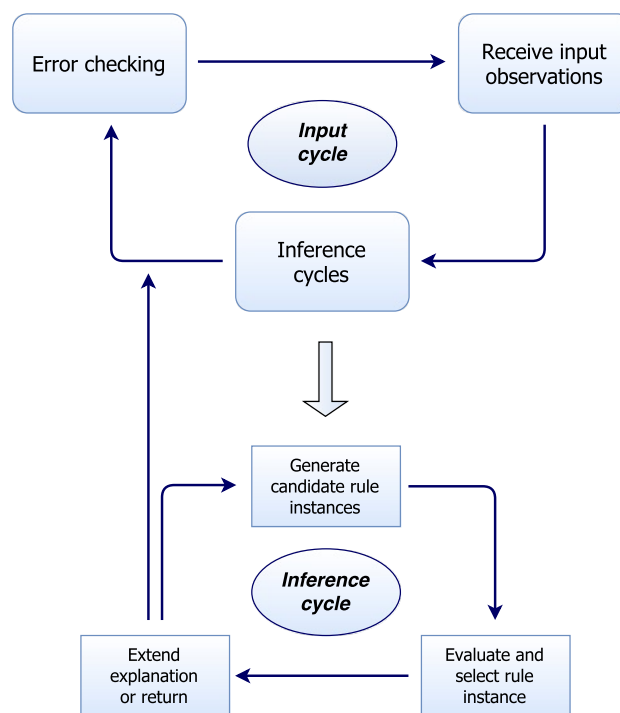 Error checking
Receive input
observations
Input
cycle
Inference
cycles
Generate
candidate rule
instances
Inference
cycle
Extend
explanation
or return
Evaluate and
select rule
instance